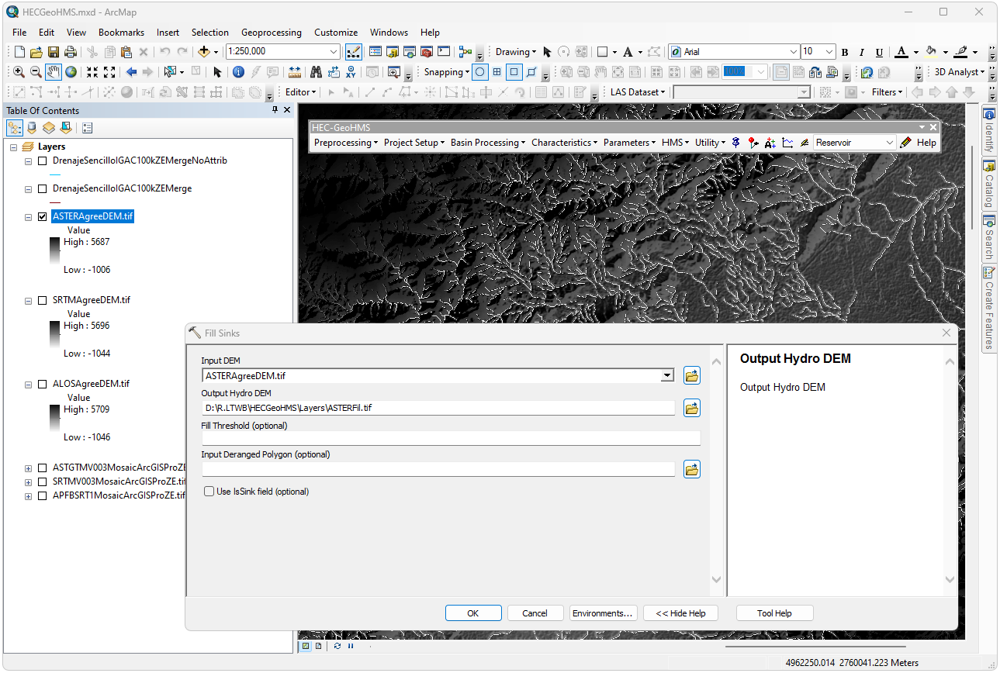 HECGeoHMS.mxd - ArcMap
File Edit View Bookmarks Insert Selection Geoprocessing Customize Windows Help
1:250,000 Drawing A Arial 10 B I U A
Snapping 100% 3D Analyst
Editor LAS Dataset Filters
Table Of Contents
Layers
DrenajeSencilloIGAC100kZEMergeNoAttrib
DrenajeSencilloIGAC100kZEMerge
ASTERAgreeDEM.tif
Value
High : 5687
Low : -1006
SRTMAgreeDEM.tif
Value
High : 5696
Low : -1044
ALOSAgreeDEM.tif
Value
High : 5709
Low : -1046
ASTGTMV003MosaicArcGISProZE
SRTMV003MosaicArcGISProZE.tif
APFBSRT1MosaicArcGISProZE.tif
HEC-GeoHMS
Preprocessing Project Setup Basin Processing Characteristics Parameters HMS Utility Reservoir Help
Identify
Catalog
Search
Create Features
Fill Sinks
Input DEM
ASTERAgreeDEM.tif
Output Hydro DEM
D:\R.LTWB\HECGeoHMS\Layers\ASTERFil.tif
Fill Threshold (optional)
Input Deranged Polygon (optional)
Use IsSink field (optional)
Output Hydro DEM
Output Hydro DEM
OK Cancel Environments... << Hide Help Tool Help
4962250.014 2760041.223 Meters